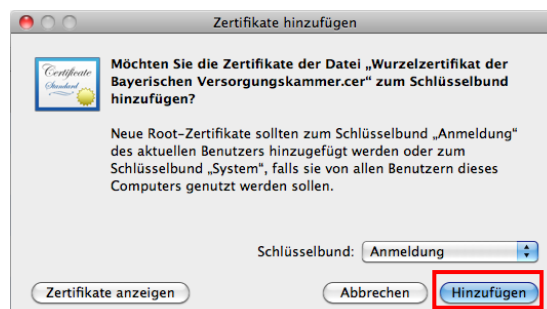 Zertifikate hinzufügen
Certificate
Standard
Möchten Sie die Zertifikate der Datei „Wurzelzertifikat der
Bayerischen Versorgungskammer.cer“ zum Schlüsselbund
hinzufügen?
Neue Root-Zertifikate sollten zum Schlüsselbund „Anmeldung“
des aktuellen Benutzers hinzugefügt werden oder zum
Schlüsselbund „System“, falls sie von allen Benutzern dieses
Computers genutzt werden sollen.
Schlüsselbund: Anmeldung
Zertifikate anzeigen Abbrechen Hinzufügen